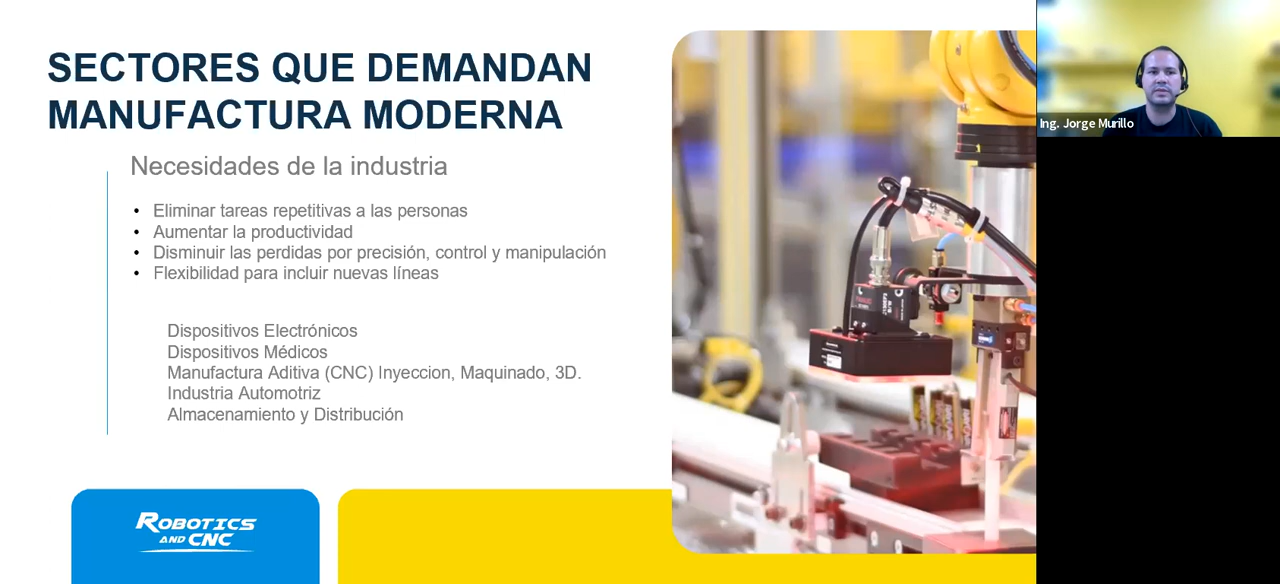 SECTORES QUE DEMANDAN
MANUFACTURA MODERNA
Necesidades de la industria
• Eliminar tareas repetitivas a las personas
• Aumentar la productividad
• Disminuir las perdidas por precisión, control y manipulación
• Flexibilidad para incluir nuevas líneas
Dispositivos Electrónicos
Dispositivos Médicos
Manufactura Aditiva (CNC) Inyeccion, Maquinado, 3D.
Industria Automotriz
Almacenamiento y Distribución
ROBOTICS
AND CNC
Ing. Jorge Murillo